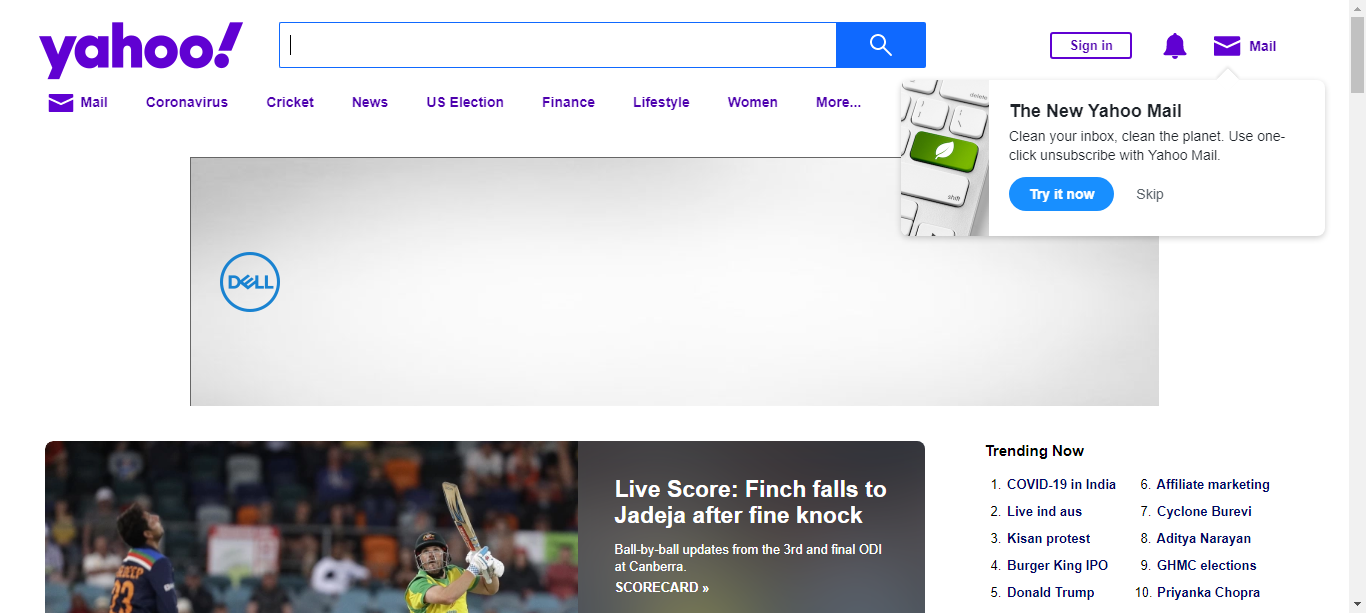 yahoo!
Sign in
Mail
Mail
Coronavirus
Cricket
News
US Election
Finance
Lifestyle
Women
More...
delete
shift
The New Yahoo Mail
Clean your inbox, clean the planet. Use one-
click unsubscribe with Yahoo Mail.
Try it now
Skip
DELL
23
Live Score: Finch falls to
Jadeja after fine knock
Ball-by-ball updates from the 3rd and final ODI
at Canberra.
SCORECARD »
Trending Now
1. COVID-19 in India
2. Live ind aus
3. Kisan protest
4. Burger King IPO
5. Donald Trump
6. Affiliate marketing
7. Cyclone Burevi
8. Aditya Narayan
9. GHMC elections
10. Priyanka Chopra